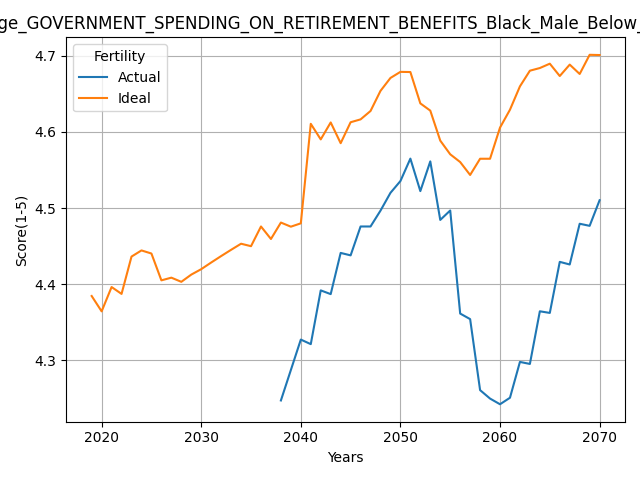 ge_GOVERNMENT_SPENDING_ON_RETIREMENT_BENEFITS_Black_Male_Below_
Fertility
Actual
Ideal
4.7
4.6
4.5
4.4
4.3
Score(1-5)
2020 2030 2040 2050 2060 2070
Years